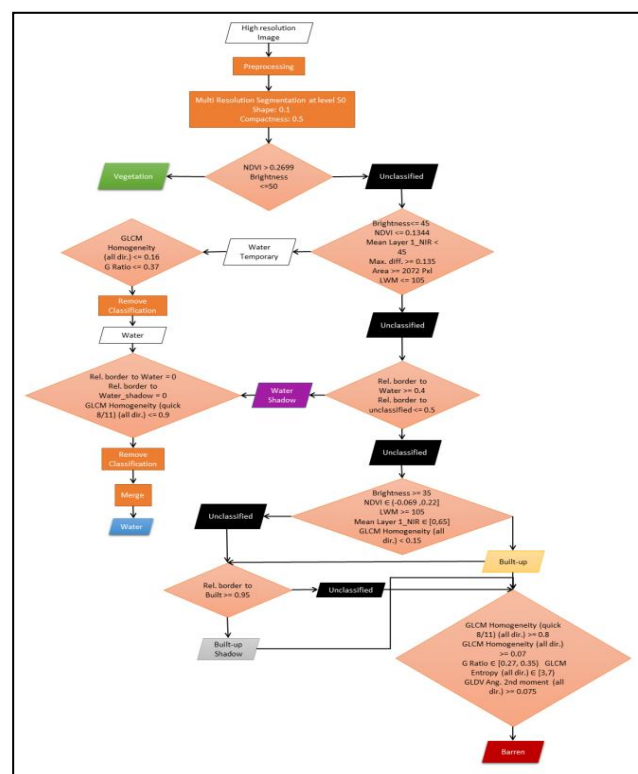 High resolution
Image
Preprocessing
Multi Resolution Segmentation at level 50
Shape: 0.1
Compactness: 0.5
NDVI > 0.2699
Brightness
<=50
Vegetation
Unclassified
Brightness<= 45
NDVI <= 0.1344
Mean Layer 1_NIR <
45
Max. diff. >= 0.135
Area >= 2072 Pxl
LWM <= 105
Water
Temporary
GLCM
Homogeneity
(all dir.) <= 0.16
G Ratio <= 0.37
Remove
Classification
Water
Unclassified
Rel. border to
Water >= 0.4
Rel. border to
unclassified <= 0.5
Water
Shadow
Rel. border to Water = 0
Rel. border to
Water_shadow = 0
GLCM Homogeneity (quick
8/11) (all dir.) <= 0.9
Remove
Classification
Merge
Water
Unclassified
Brightness >= 35
NDVI ∈ (-0.069 ,0.22]
LWM >= 105
Mean Layer 1_NIR ∈ [0,65]
GLCM Homogeneity (all
dir.) < 0.15
Unclassified
Built-up
Rel. border to
Built >= 0.95
Unclassified
Built-up
Shadow
GLCM Homogeneity (quick
8/11) (all dir.) >= 0.8
GLCM Homogeneity (all dir.)
>= 0.07
G Ratio ∈ [0.27, 0.35) GLCM
Entropy (all dir.) ∈ [3,7)
GLDV Ang. 2nd moment (all
dir.) >= 0.075
Barren